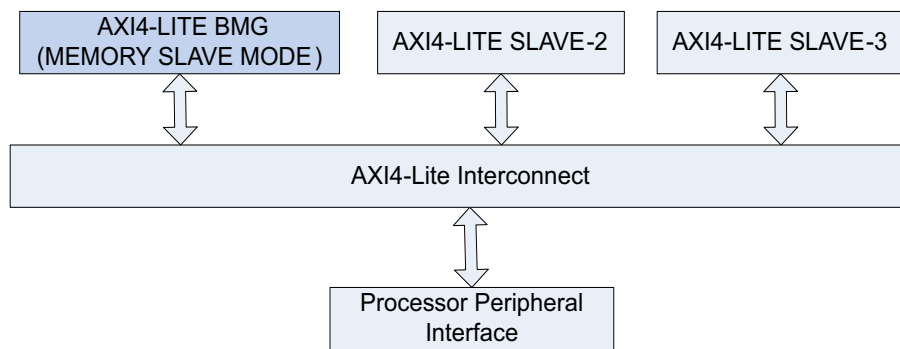 AXI4-LITE BMG
(MEMORY SLAVE MODE )
AXI4-LITE SLAVE-2
AXI4-LITE SLAVE-3
AXI4-Lite Interconnect
Processor Peripheral
Interface